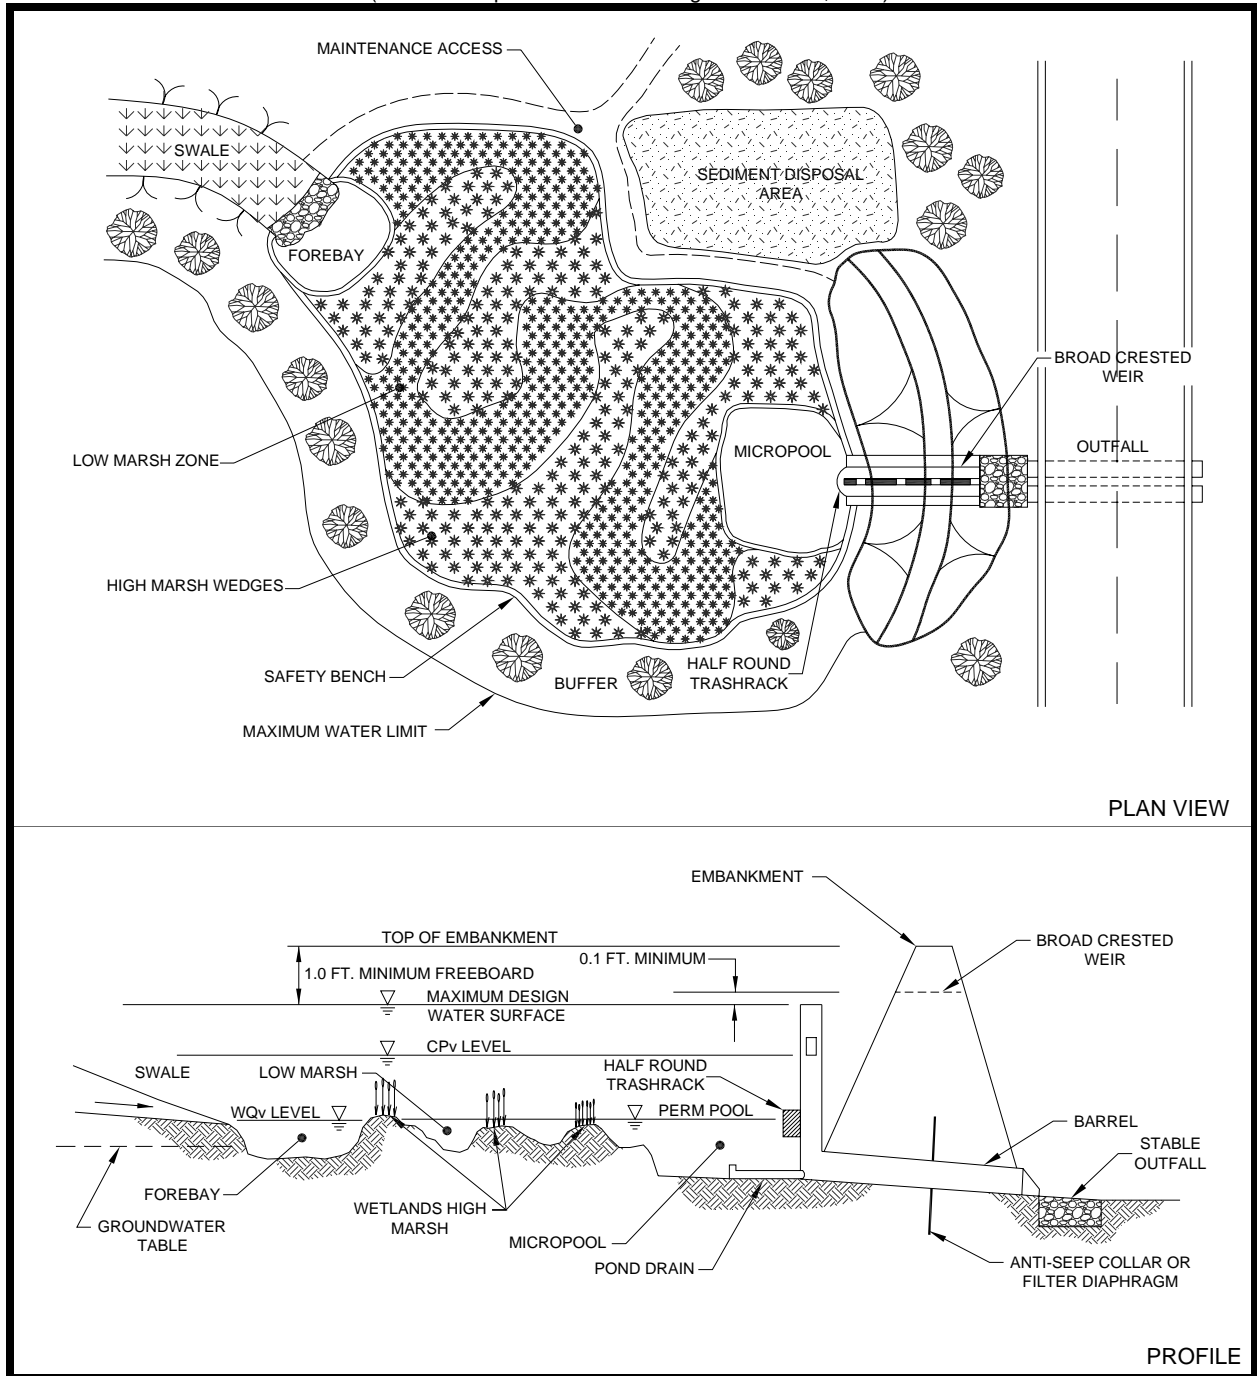 MAINTENANCE ACCESS
SWALE
SEDIMENT DISPOSAL
AREA
FOREBAY
BROAD CRESTED
WEIR
OUTFALL
MICROPOOL
LOW MARSH ZONE
HIGH MARSH WEDGES
SAFETY BENCH
BUFFER
HALF ROUND
TRASHRACK
MAXIMUM WATER LIMIT
PLAN VIEW
EMBANKMENT
TOP OF EMBANKMENT
BROAD CRESTED
WEIR
0.1 FT. MINIMUM
1.0 FT. MINIMUM FREEBOARD
MAXIMUM DESIGN
WATER SURFACE
CPv LEVEL
SWALE
LOW MARSH
HALF ROUND
TRASHRACK
WQv LEVEL
PERM POOL
BARREL
STABLE
OUTFALL
FOREBAY
WETLANDS HIGH
MARSH
GROUNDWATER
TABLE
MICROPOOL
POND DRAIN
ANTI-SEEP COLLAR OR
FILTER DIAPHRAGM
PROFILE